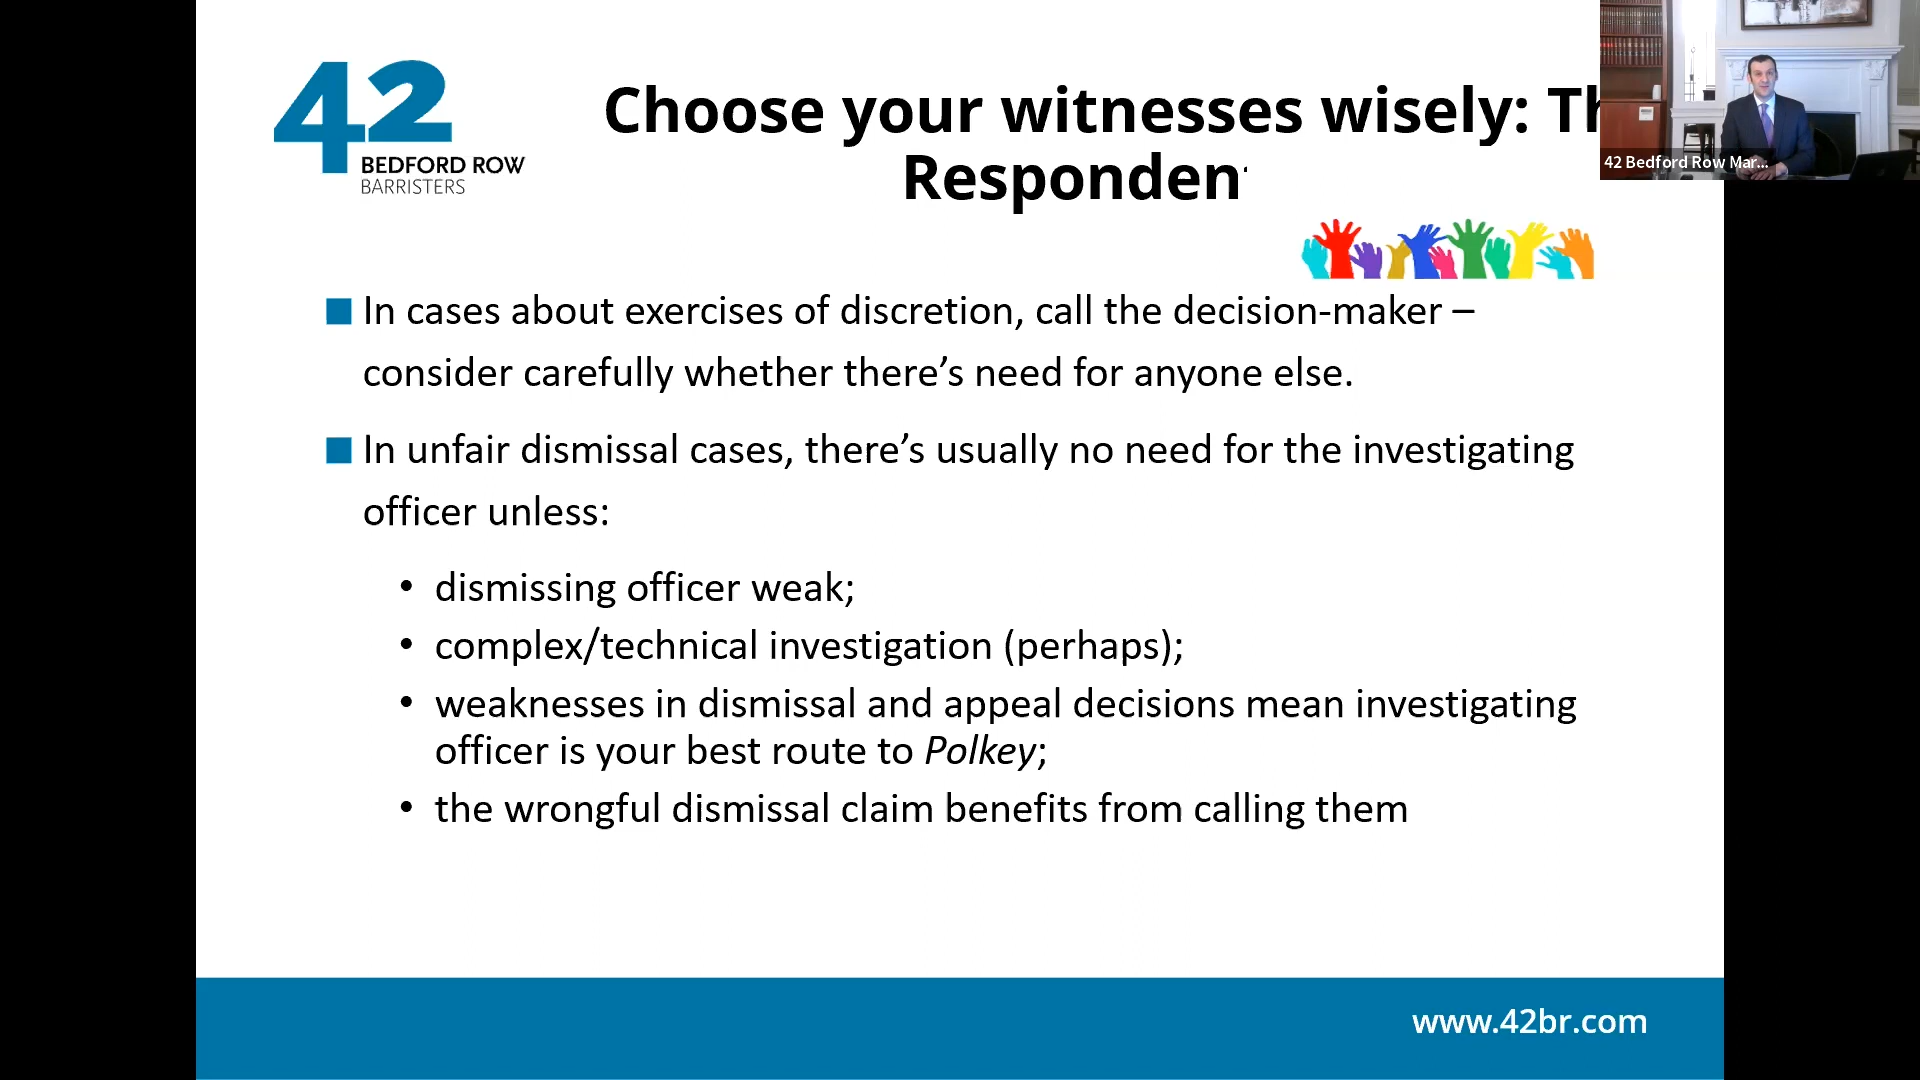 42
BEDFORD ROW
BARRISTERS
Choose your witnesses wisely: Th
Responden
42 Bedford Row Mar...
■ In cases about exercises of discretion, call the decision-maker –
consider carefully whether there’s need for anyone else.
■ In unfair dismissal cases, there’s usually no need for the investigating
officer unless:
• dismissing officer weak;
• complex/technical investigation (perhaps);
• weaknesses in dismissal and appeal decisions mean investigating
officer is your best route to Polkey;
• the wrongful dismissal claim benefits from calling them
www.42br.com